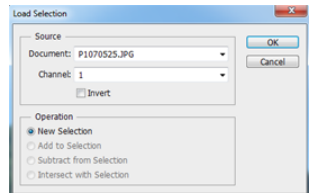 Load Selection
Source
OK
Document: P1070525.JPG
Cancel
Channel: 1
Invert
Operation
New Selection
Add to Selection
Subtract from Selection
Intersect with Selection